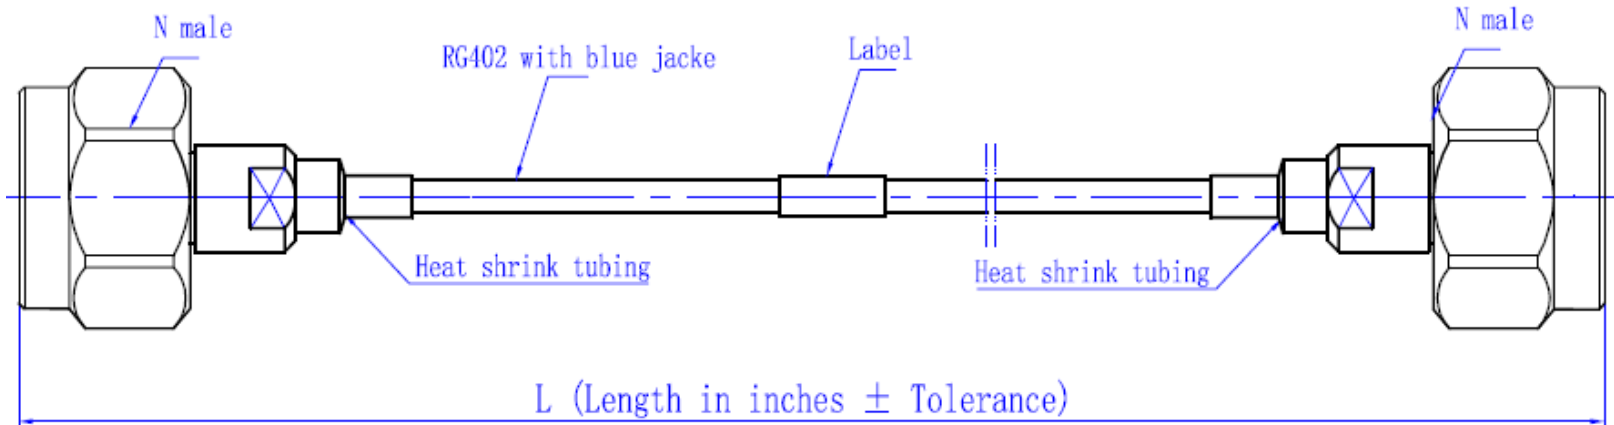 N male
RG402 with blue jacke
Label
N male
Heat shrink tubing
Heat shrink tubing
L (Length in inches ± Tolerance)